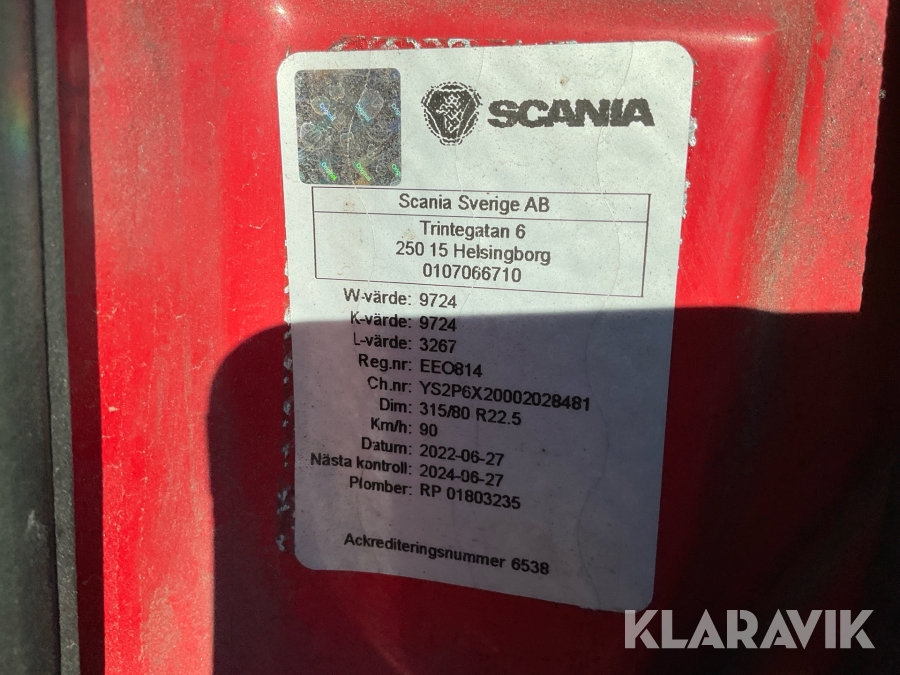 SCANIA
Scania Sverige AB
Trintegatan 6
250 15 Helsingborg
0107066710
W-värde: 9724
K-värde: 9724
L-värde: 3267
Reg.nr: EEO814
Ch.nr: YS2P6X20002028481
Dim: 315/80 R22.5
Km/h: 90
Datum: 2022-06-27
Nästa kontroll: 2024-06-27
Plomber: RP 01803235
Ackrediteringsnummer 6538
KLARAVIK